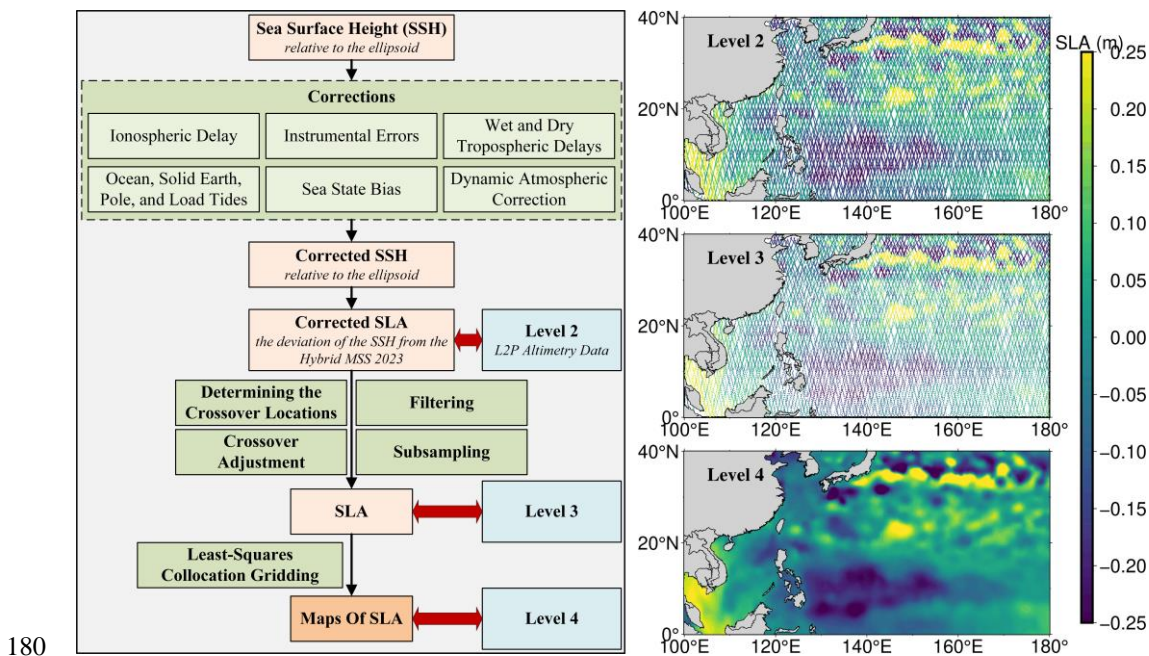 Sea Surface Height (SSH)
relative to the ellipsoid
Corrections
Ionospheric Delay
Instrumental Errors
Wet and Dry
Tropospheric Delays
Ocean, Solid Earth,
Pole, and Load Tides
Sea State Bias
Dynamic Atmospheric
Correction
Corrected SSH
relative to the ellipsoid
Corrected SLA
the deviation of the SSH from the
Hybrid MSS 2023
Level 2
L2P Altimetry Data
Determining the
Crossover Locations
Filtering
Crossover
Adjustment
Subsampling
SLA
Level 3
Least-Squares
Collocation Gridding
Maps Of SLA
Level 4
180
40°N
Level 2
20°N
0°
100°E
120°E
140°E
160°E
180°
40°N
Level 3
20°N
0°
100°E
120°E
140°E
160°E
180°
40°N
Level 4
20°N
0°
100°E
120°E
140°E
160°E
180°
SLA (m)
0.25
0.20
0.15
0.10
0.05
0.00
−0.05
−0.10
−0.15
−0.20
−0.25